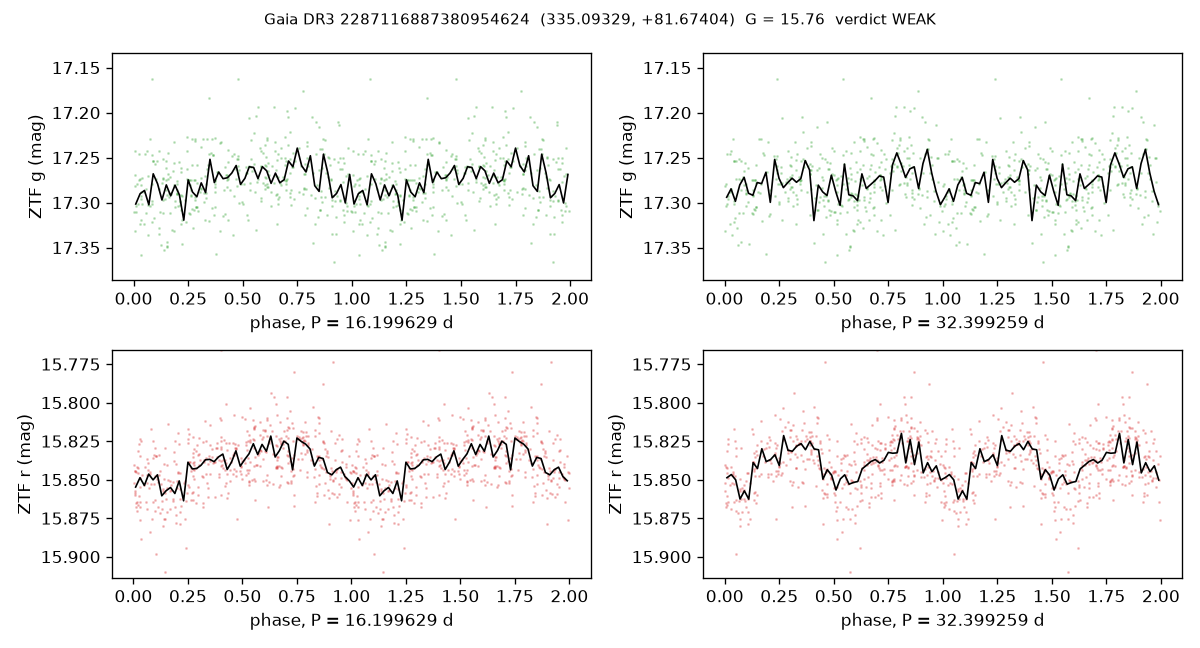 Gaia DR3 2287116887380954624 (335.09329, +81.67404) G = 15.76 verdict WEAK
17.15
17.20
17.25
17.30
17.35
ZTF g (mag)
0.00 0.25 0.50 0.75 1.00 1.25 1.50 1.75 2.00
phase, P = 16.199629 d
17.15
17.20
17.25
17.30
17.35
ZTF g (mag)
0.00 0.25 0.50 0.75 1.00 1.25 1.50 1.75 2.00
phase, P = 32.399259 d
15.775
15.800
15.825
15.850
15.875
15.900
ZTF r (mag)
0.00 0.25 0.50 0.75 1.00 1.25 1.50 1.75 2.00
phase, P = 16.199629 d
15.775
15.800
15.825
15.850
15.875
15.900
ZTF r (mag)
0.00 0.25 0.50 0.75 1.00 1.25 1.50 1.75 2.00
phase, P = 32.399259 d